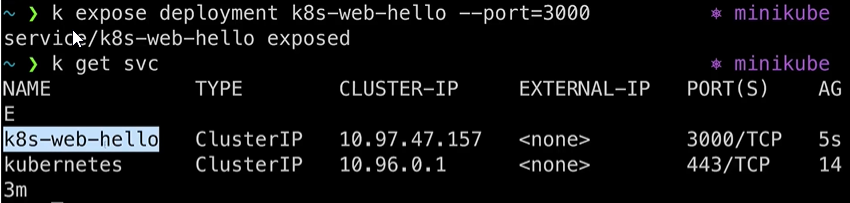 ~ ❯ k expose deployment k8s-web-hello --port=3000 ⎈ minikube
service/k8s-web-hello exposed
~ ❯ k get svc ⎈ minikube
NAME TYPE CLUSTER-IP EXTERNAL-IP PORT(S) AG
E
k8s-web-hello ClusterIP 10.97.47.157 <none> 3000/TCP 5s
kubernetes ClusterIP 10.96.0.1 <none> 443/TCP 14
3m